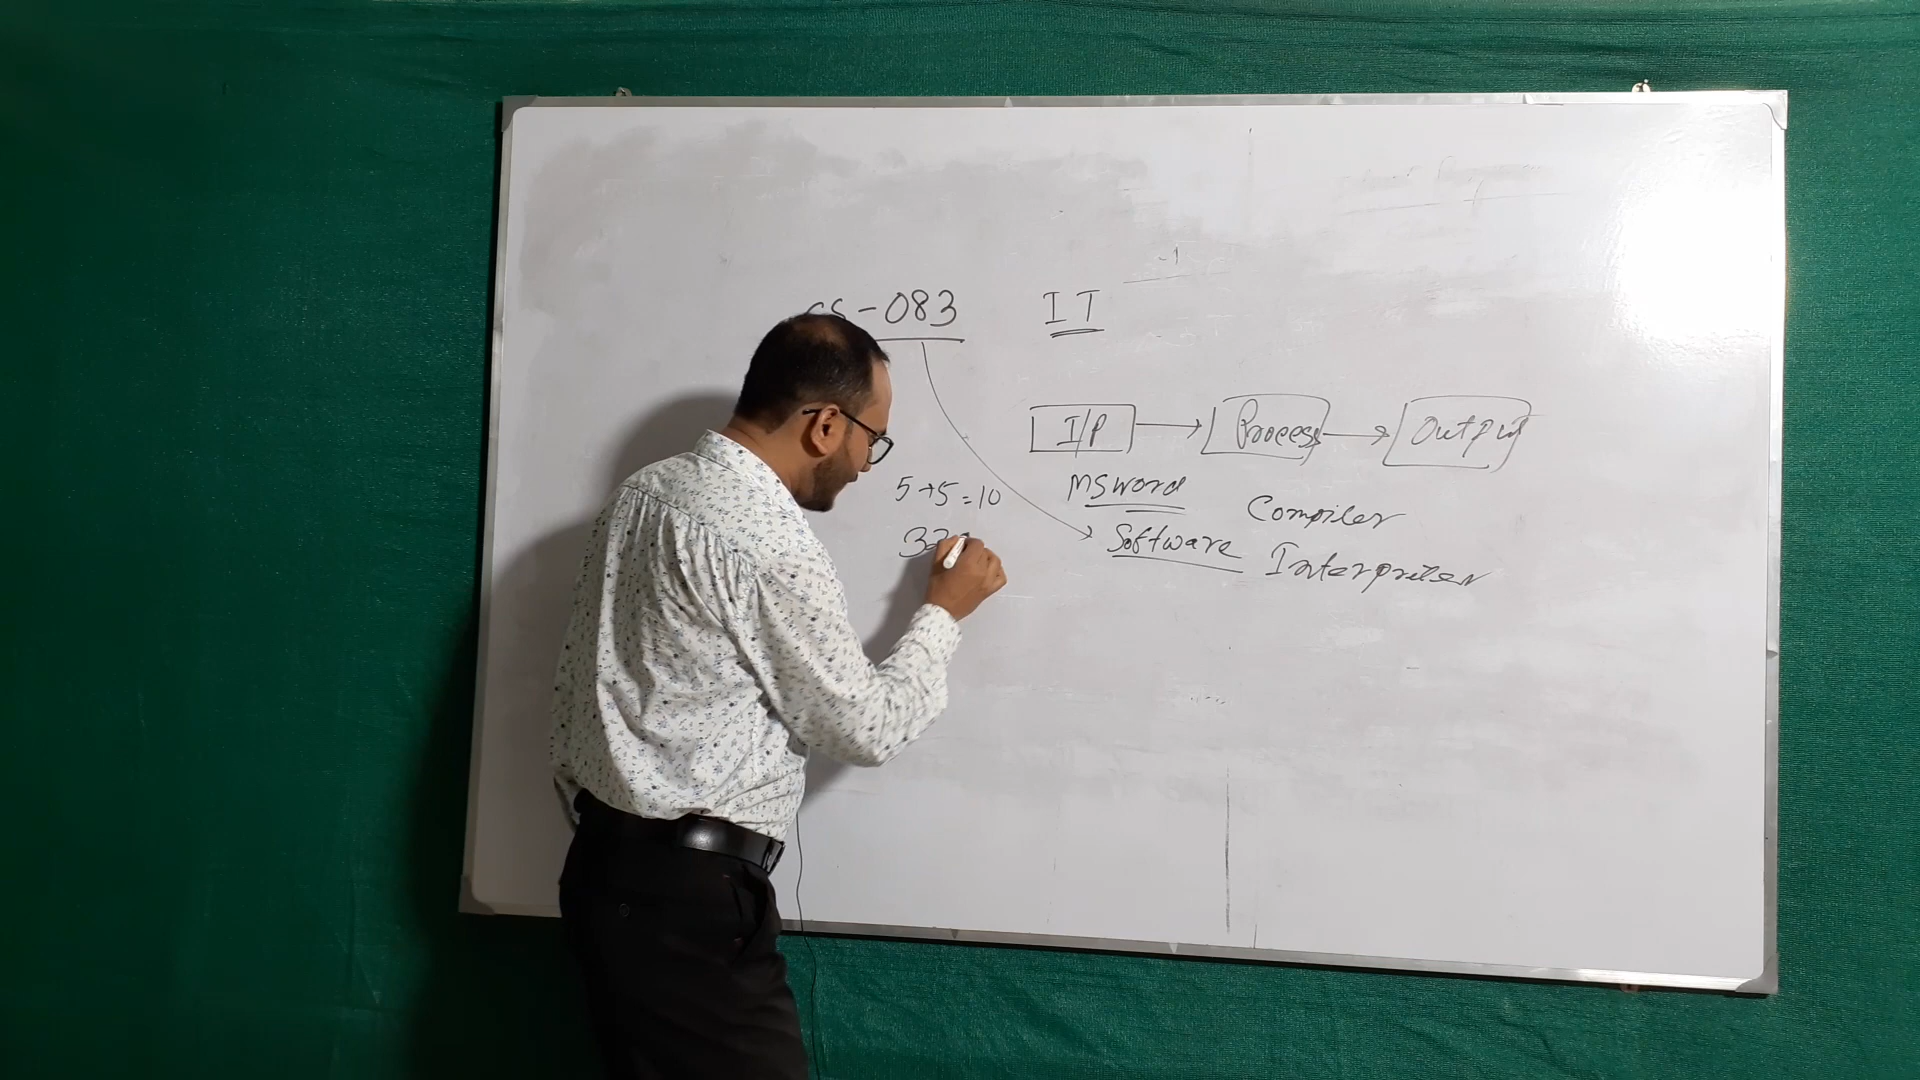 CS-083 IT
I/P → Process → Output
MSword
5+5=10
Compiler
Software
Interpreter